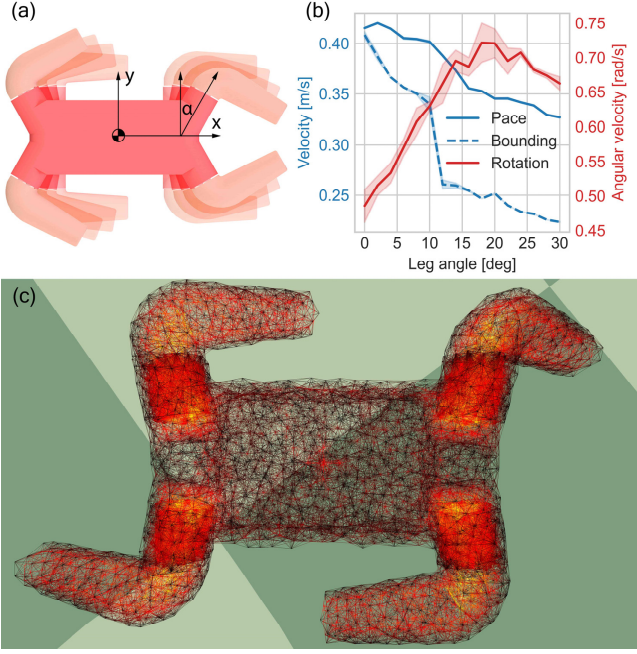 (a)
y
α
x
(b)
Velocity [m/s]
0.40
0.35
0.30
0.25
Pace
Bounding
Rotation
0.75
0.70
0.65
0.60
0.55
0.50
0.45
Angular velocity [rad/s]
0 5 10 15 20 25 30
Leg angle [deg]
(c)